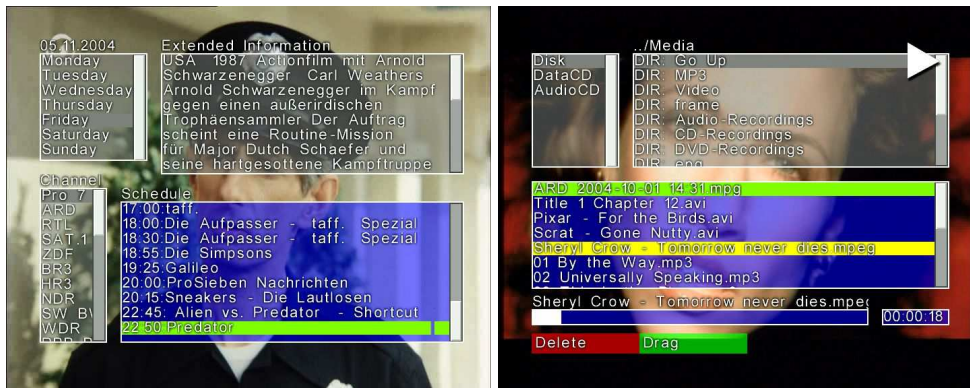 05.11.2004
Monday
Tuesday
Wednesday
Thursday
Friday
Saturday
Sunday
Extended Information
USA 1987 Actionfilm mit Arnold
Schwarzenegger Carl Weathers
Arnold Schwarzenegger im Kampf
gegen einen außerirdischen
Trophäensammler Der Auftrag
scheint eine Routine-Mission
für Major Dutch Schaefer und
seine hartgesottene Kampftruppe
Channel
Pro 7
ARD
RTL
SAT.1
ZDF
BR3
HR3
NDR
SW
WDR
Schedule
17:00:taff.
18:00:Die Aufpasser - taff. Spezial
18:30:Die Aufpasser - taff. Spezial
18:55:Die Simpsons
19:25:Galileo
20:00:ProSieben Nachrichten
20:15:Sneakers - Die Lautlosen
22:45: Alien vs. Predator - Shortcut
22:50:Predator
../Media
Disk
DataCD
AudioCD
DIR: Go Up
DIR: MP3
DIR: Video
DIR: frame
DIR: Audio-Recordings
DIR: CD-Recordings
DIR: DVD-Recordings
DIR: epg
ARD 2004-10-01 14:31.mpg
Title 1 Chapter 12.avi
Pixar - For the Birds.avi
Scrat - Gone Nutty.avi
Sheryl Crow - Tomorrow never dies.mpeg
01 By the Way.mp3
02 Universally Speaking.mp3
Sheryl Crow - Tomorrow never dies.mpeg
00:00:18
Delete
Drag